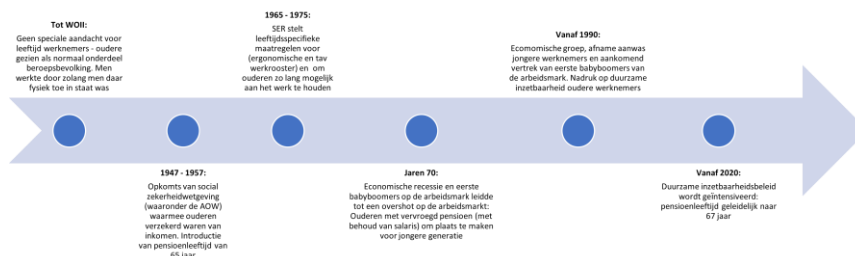 Tot WOII:
Geen speciale aandacht voor
leeftijd werknemers - oudere
gezien als normaal onderdeel
beroepsbevolking. Men
werkte door zolang men daar
fysiek toe in staat was
1947 - 1957:
Opkomts van social
zekerheidwetgeving
(waaronder de AOW)
waarmee ouderen
verzekerd waren van
inkomen. Introductie
van pensioenleeftijd van
65 jaar
1965 - 1975:
SER stelt
leeftijdsspecifieke
maatregelen voor
(ergonomische en tav
werkrooster) en om
ouderen zo lang mogelijk
aan het werk te houden
Jaren 70:
Economische recessie en eerste
babyboomers op de arbeidsmark leidde
tot een overshot op de arbeidsmarkt:
Ouderen met vervroegd pensioen (met
behoud van salaris) om plaats te maken
voor jongere generatie
Vanaf 1990:
Ecomomische groep, afname aanwas
jongere werknemers en aankomend
vertrek van eerste babyboomers van
de arbeidsmark. Nadruk op duurzame
inzetbaarheid oudere werknemers
Vanaf 2020:
Duurzame inzetbaarheidsbeleid
wordt geïntensiveerd:
pensioenleeftijd geleidelijk naar
67 jaar